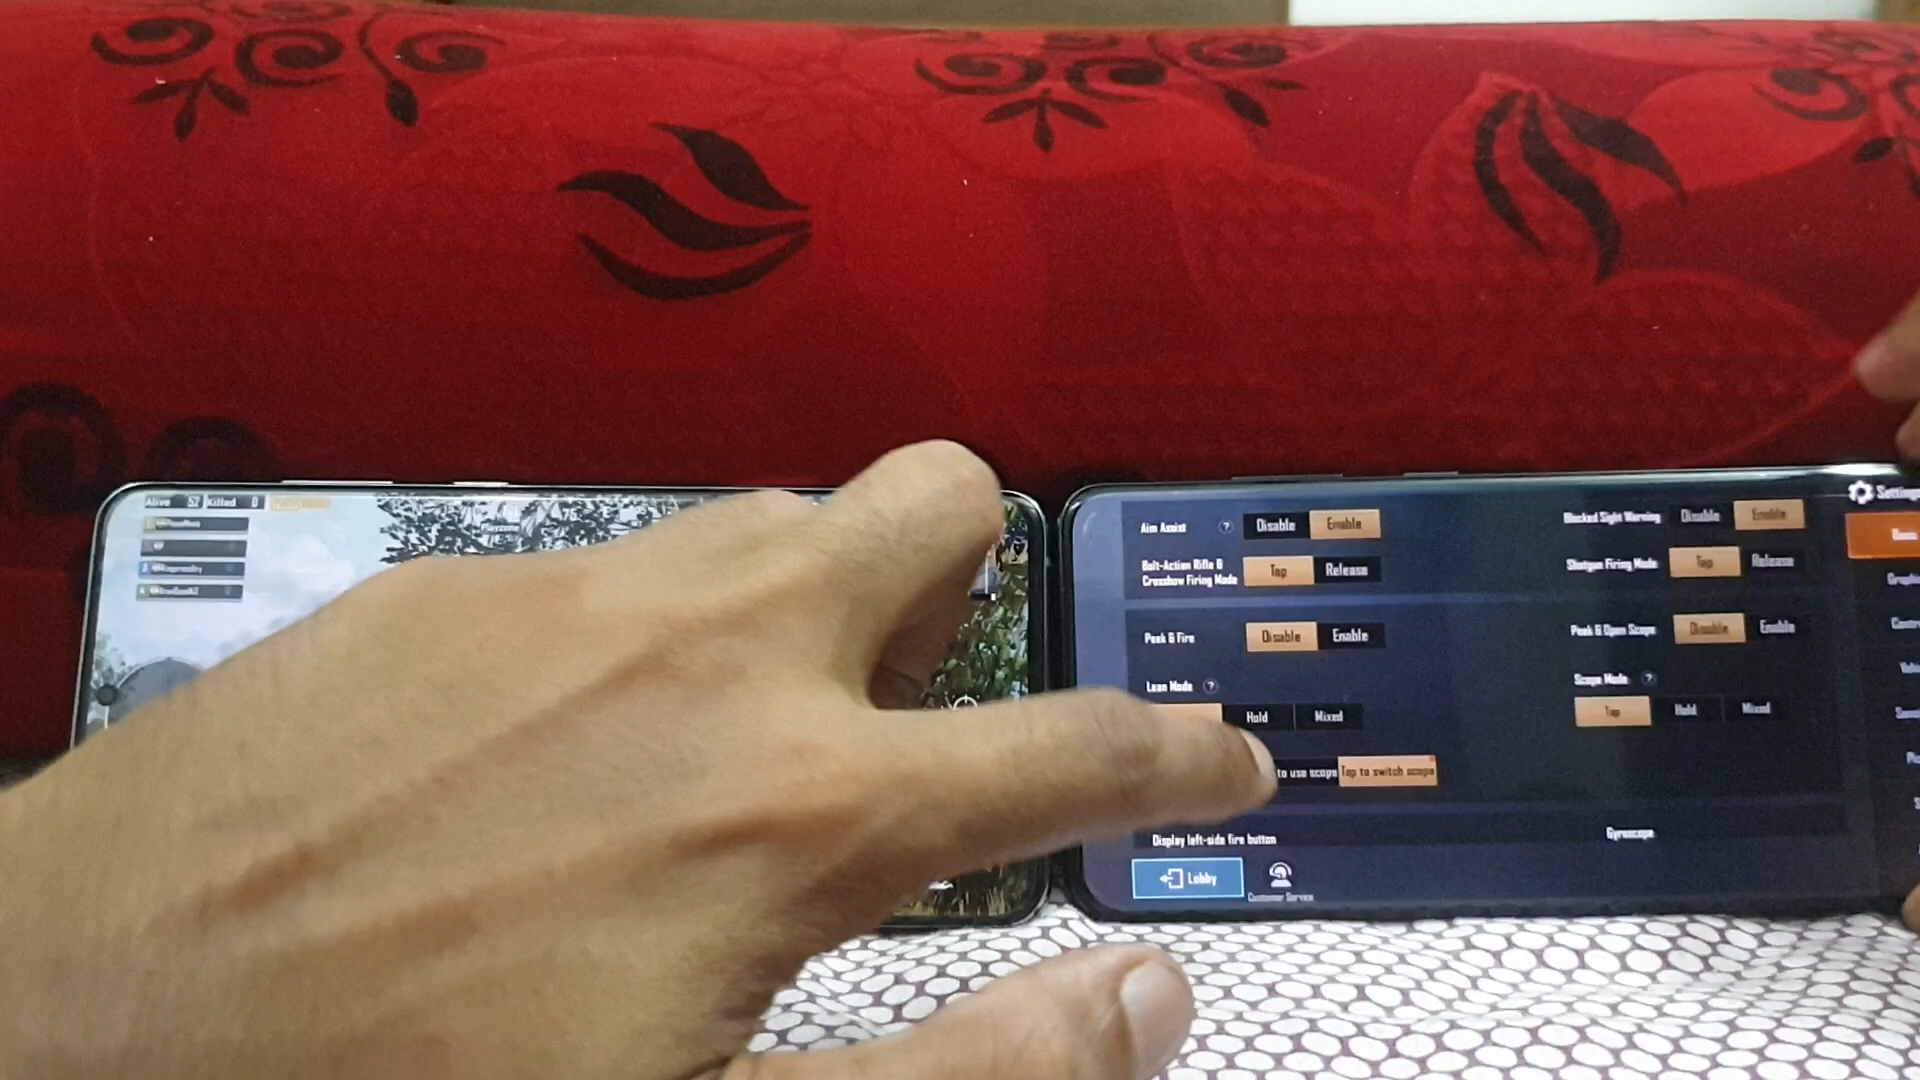 Alive 52 Killed 0
Playzone
75 E
Settings
Aim Assist ? Disable Enable
Blocked Sight Warning Disable Enable
Bolt-Action Rifle &
Crossbow Firing Mode Tap Release
Shotgun Firing Mode Tap Release
Peek & Fire Disable Enable
Peek & Open Scope Disable Enable
Lean Mode ?
Scope Mode ?
Hold Mixed
Tap Hold Mixed
to use scope Tap to switch scope
Display left-side fire button
Gyroscope
Lobby
Customer Service